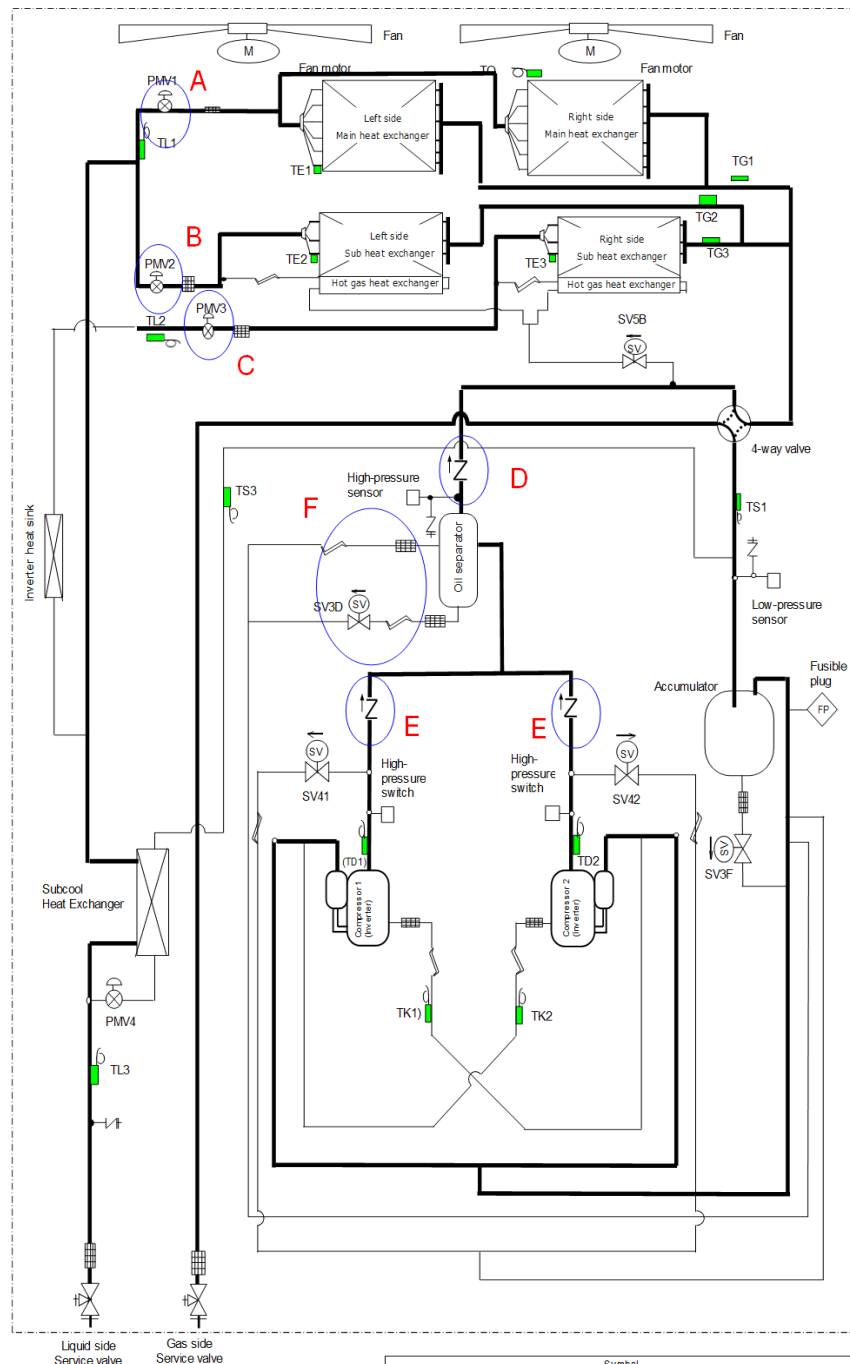 Fan
Fan
M
M
Fan motor
Fan motor
PMV1
A
TO
Left side
Main heat exchanger
Right side
Main heat exchanger
TL1
TE1
TG1
TG2
TG3
B
Left side
Sub heat exchanger
Right side
Sub heat exchanger
TE2
TE3
PMV2
Hot gas heat exchanger
Hot gas heat exchanger
PMV3
TL2
C
SV5B
SV
4-way valve
D
High-pressure
sensor
TS3
TS1
F
Oil separator
Inverter heat sink
SV3D
SV
Low-pressure
sensor
Fusible
plug
Accumulator
FP
E
E
SV
SV41
High-
pressure
switch
High-
pressure
switch
SV
SV42
SV
SV3F
(TD1)
TD2
Subcool
Heat Exchanger
Compressor 1
(Inverter)
Compressor 2
(Inverter)
TK1)
TK2
PMV4
TL3
Liquid side
Service valve
Gas side
Service valve
Symbol